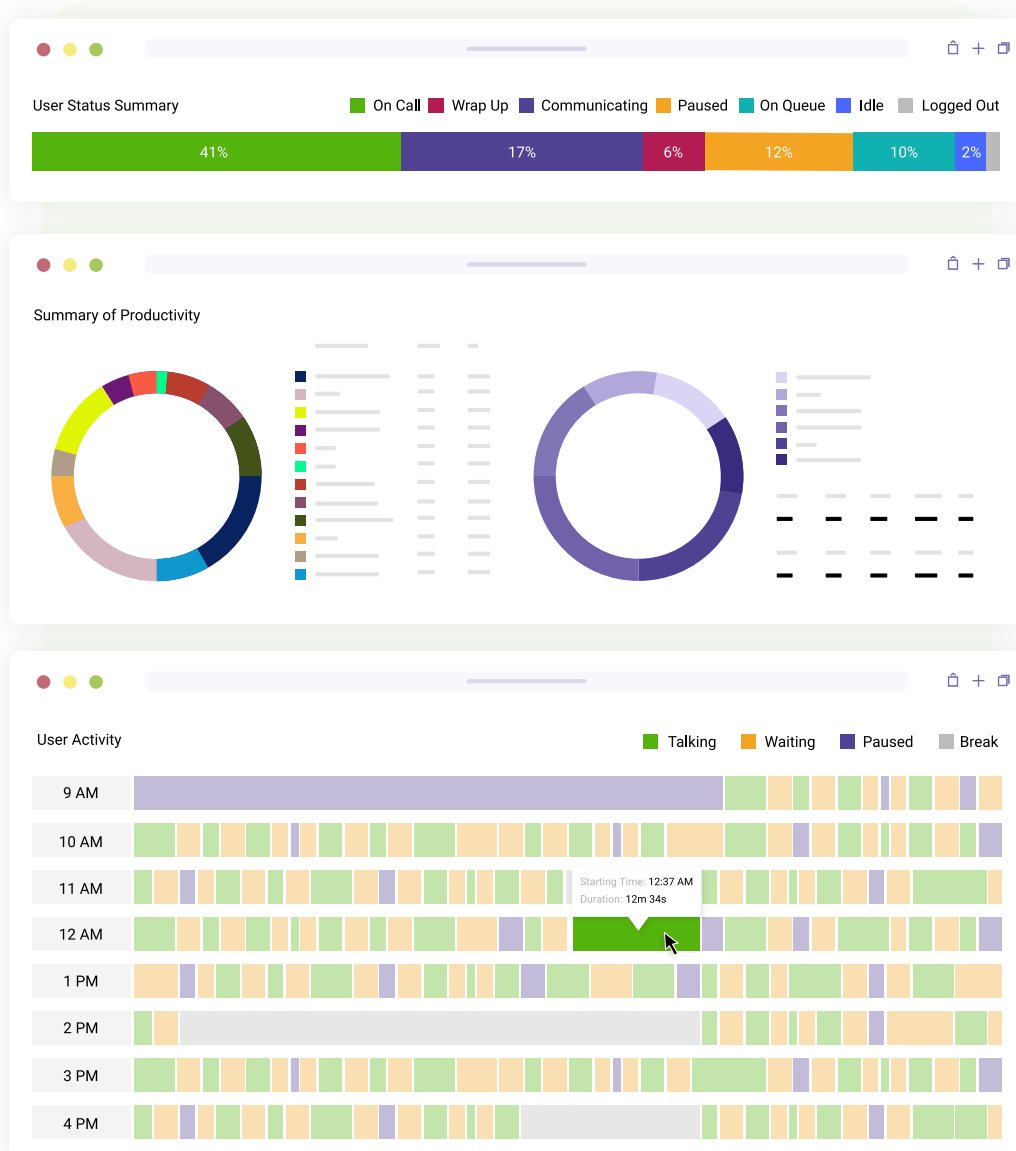 User Status Summary On Call Wrap Up Communicating Paused On Queue Idle Logged Out
41% 17% 6% 12% 10% 2%
Summary of Productivity
User Activity Talking Waiting Paused Break
9 AM
10 AM
11 AM
Starting Time: 12:37 AM
Duration: 12m 34s
12 AM
1 PM
2 PM
3 PM
4 PM